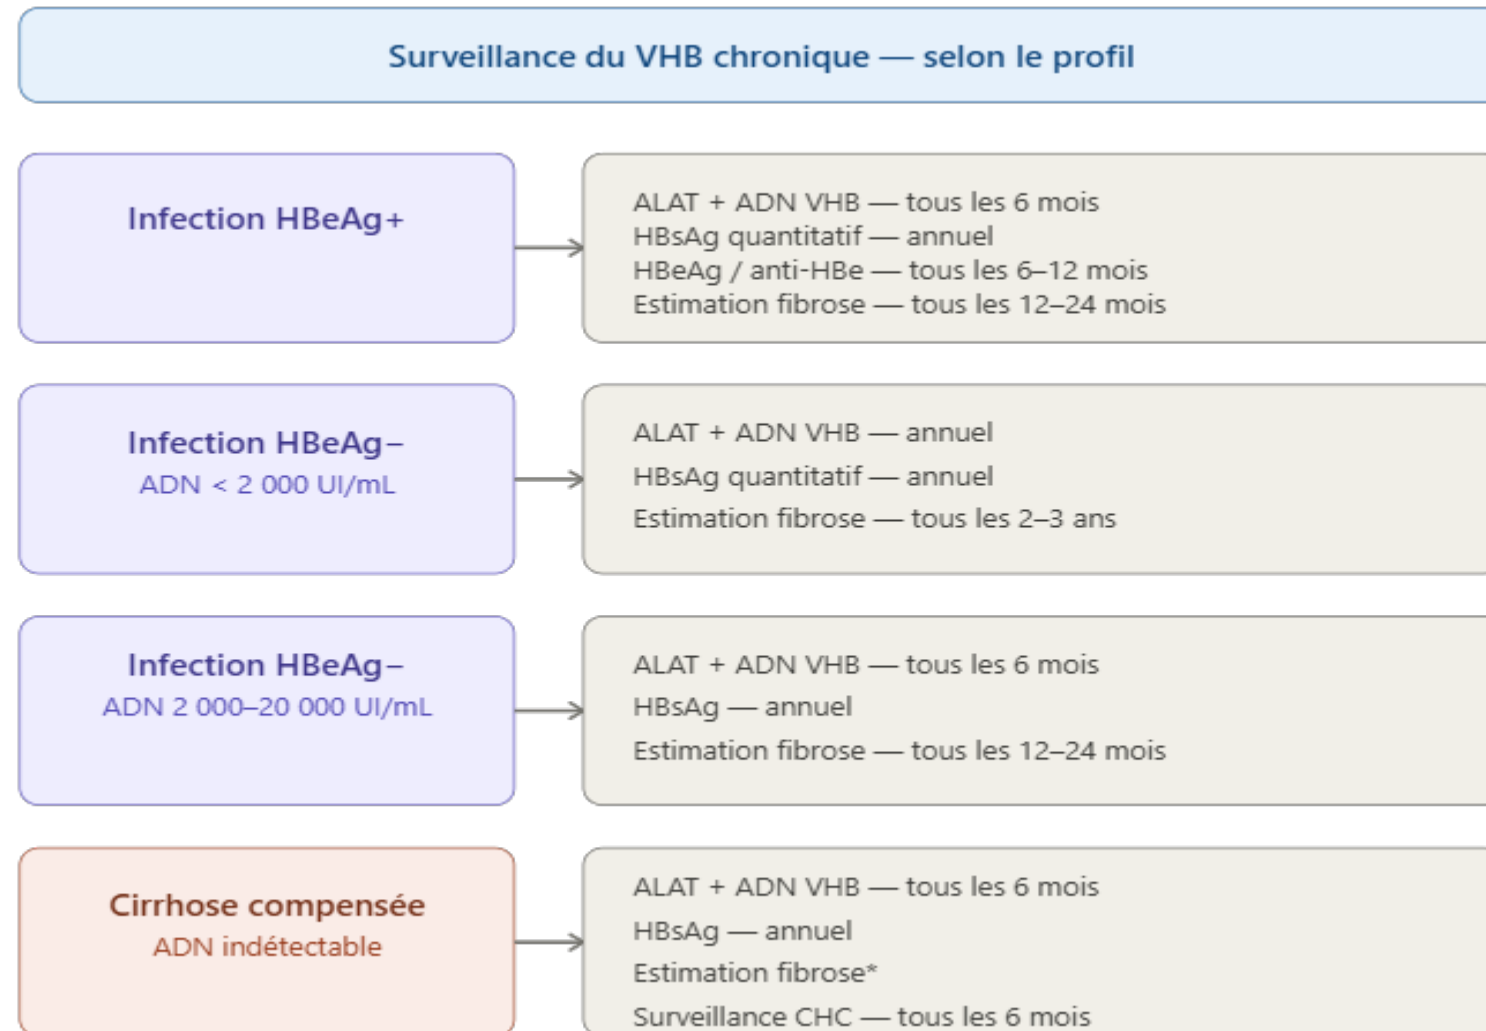 Surveillance du VHB chronique — selon le profil
Infection HBeAg+
ALAT + ADN VHB — tous les 6 mois
HBsAg quantitatif — annuel
HBeAg / anti-HBe — tous les 6–12 mois
Estimation fibrose — tous les 12–24 mois
Infection HBeAg−
ADN < 2 000 UI/mL
ALAT + ADN VHB — annuel
HBsAg quantitatif — annuel
Estimation fibrose — tous les 2–3 ans
Infection HBeAg−
ADN 2 000–20 000 UI/mL
ALAT + ADN VHB — tous les 6 mois
HBsAg — annuel
Estimation fibrose — tous les 12–24 mois
Cirrhose compensée
ADN indétectable
ALAT + ADN VHB — tous les 6 mois
HBsAg — annuel
Estimation fibrose*
Surveillance CHC — tous les 6 mois